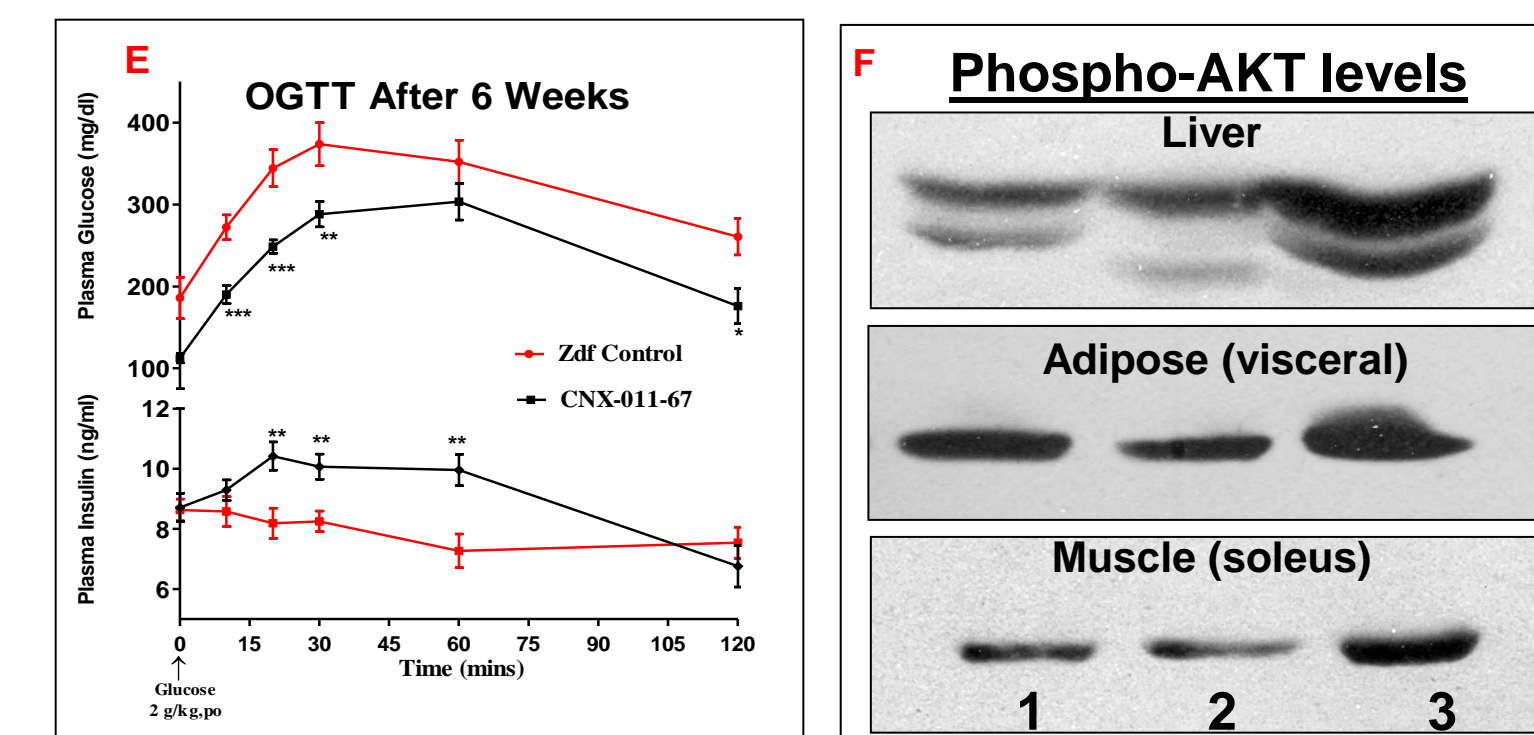 E
OGTT After 6 Weeks
Plasma Glucose (mg/dl)
400
300
200
100
***
***
**
*
Zdf Control
CNX-011-67
Plasma Insulin (ng/ml)
12
10
8
6
**
**
**
0 15 30 45 60 75 90 105 120
Time (mins)
↑
Glucose
2 g/kg,po
F
Phospho-AKT levels
Liver
Adipose (visceral)
Muscle (soleus)
1 2 3